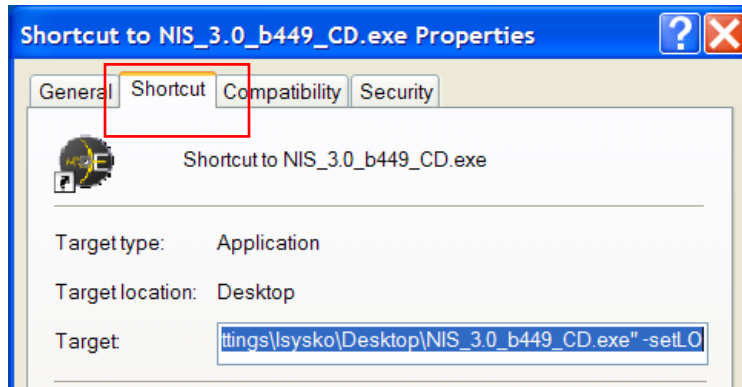 Shortcut to NIS_3.0_b449_CD.exe Properties
General Shortcut Compatibility Security
Shortcut to NIS_3.0_b449_CD.exe
Target type: Application
Target location: Desktop
Target: ttings\lsysko\Desktop\NIS_3.0_b449_CD.exe" -setLO